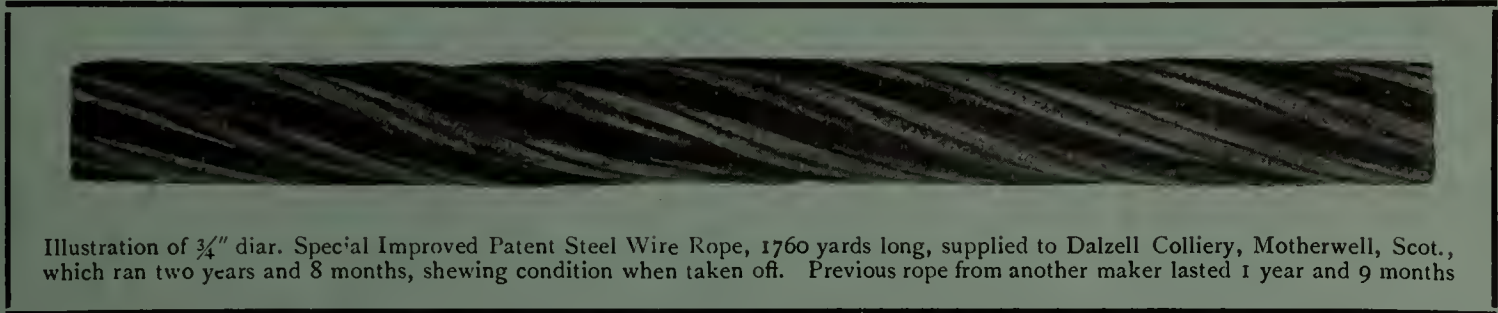 Illustration of ¾" diar. Special Improved Patent Steel Wire Rope, 1760 yards long, supplied to Dalzell Colliery, Motherwell, Scot.,
which ran two years and 8 months, shewing condition when taken oft. Previous rope from another maker lasted 1 year and 9 months